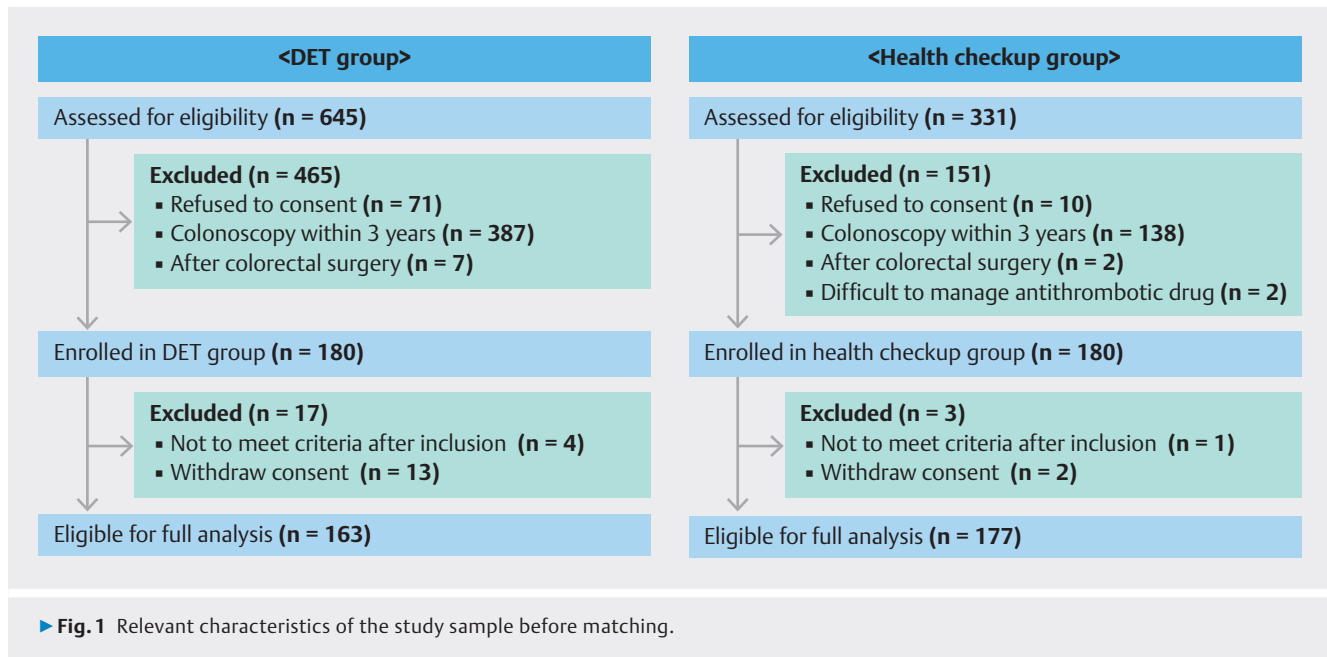 <DET group>
Assessed for eligibility (n = 645)
Excluded (n = 465)
▪ Refused to consent (n = 71)
▪ Colonoscopy within 3 years (n = 387)
▪ After colorectal surgery (n = 7)
Enrolled in DET group (n = 180)
Excluded (n = 17)
▪ Not to meet criteria after inclusion (n = 4)
▪ Withdraw consent (n = 13)
Eligible for full analysis (n = 163)
<Health checkup group>
Assessed for eligibility (n = 331)
Excluded (n = 151)
▪ Refused to consent (n = 10)
▪ Colonoscopy within 3 years (n = 138)
▪ After colorectal surgery (n = 2)
▪ Difficult to manage antithrombotic drug (n = 2)
Enrolled in health checkup group (n = 180)
Excluded (n = 3)
▪ Not to meet criteria after inclusion (n = 1)
▪ Withdraw consent (n = 2)
Eligible for full analysis (n = 177)
▶ Fig. 1 Relevant characteristics of the study sample before matching.